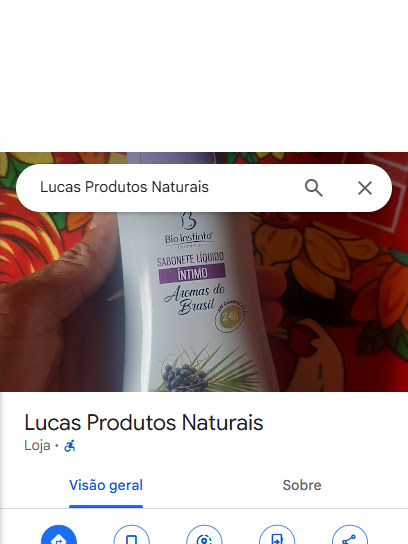 Lucas Produtos Naturais
Bio Instinto
SABONETE LÍQUIDO
ÍNTIMO
Aromas do
Brasil
24h
Lucas Produtos Naturais
Loja ·
Visão geral
Sobre